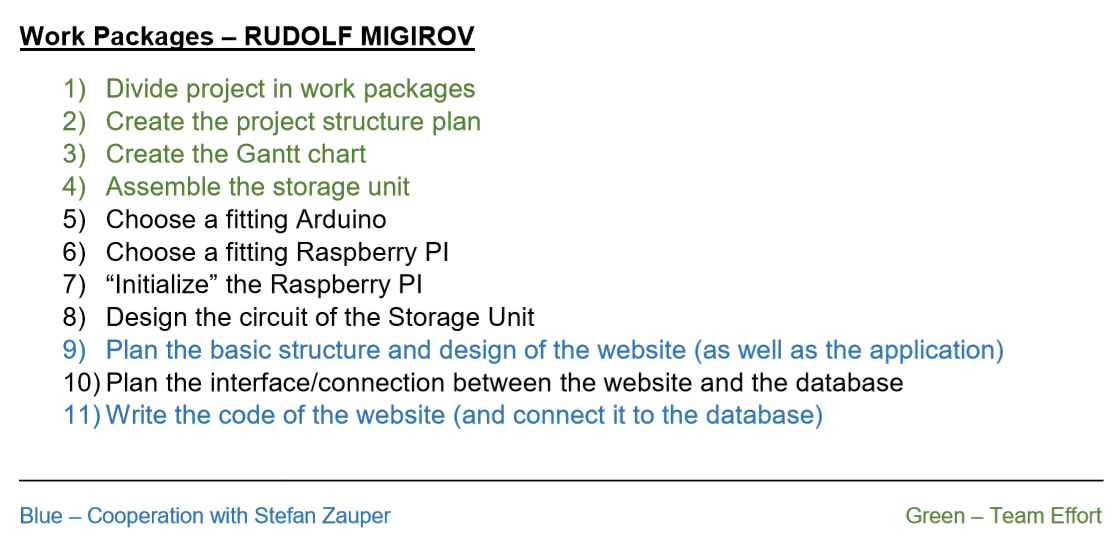 Work Packages – RUDOLF MIGIROV
1) Divide project in work packages
2) Create the project structure plan
3) Create the Gantt chart
4) Assemble the storage unit
5) Choose a fitting Arduino
6) Choose a fitting Raspberry PI
7) “Initialize” the Raspberry PI
8) Design the circuit of the Storage Unit
9) Plan the basic structure and design of the website (as well as the application)
10) Plan the interface/connection between the website and the database
11) Write the code of the website (and connect it to the database)
Blue – Cooperation with Stefan Zauper
Green – Team Effort